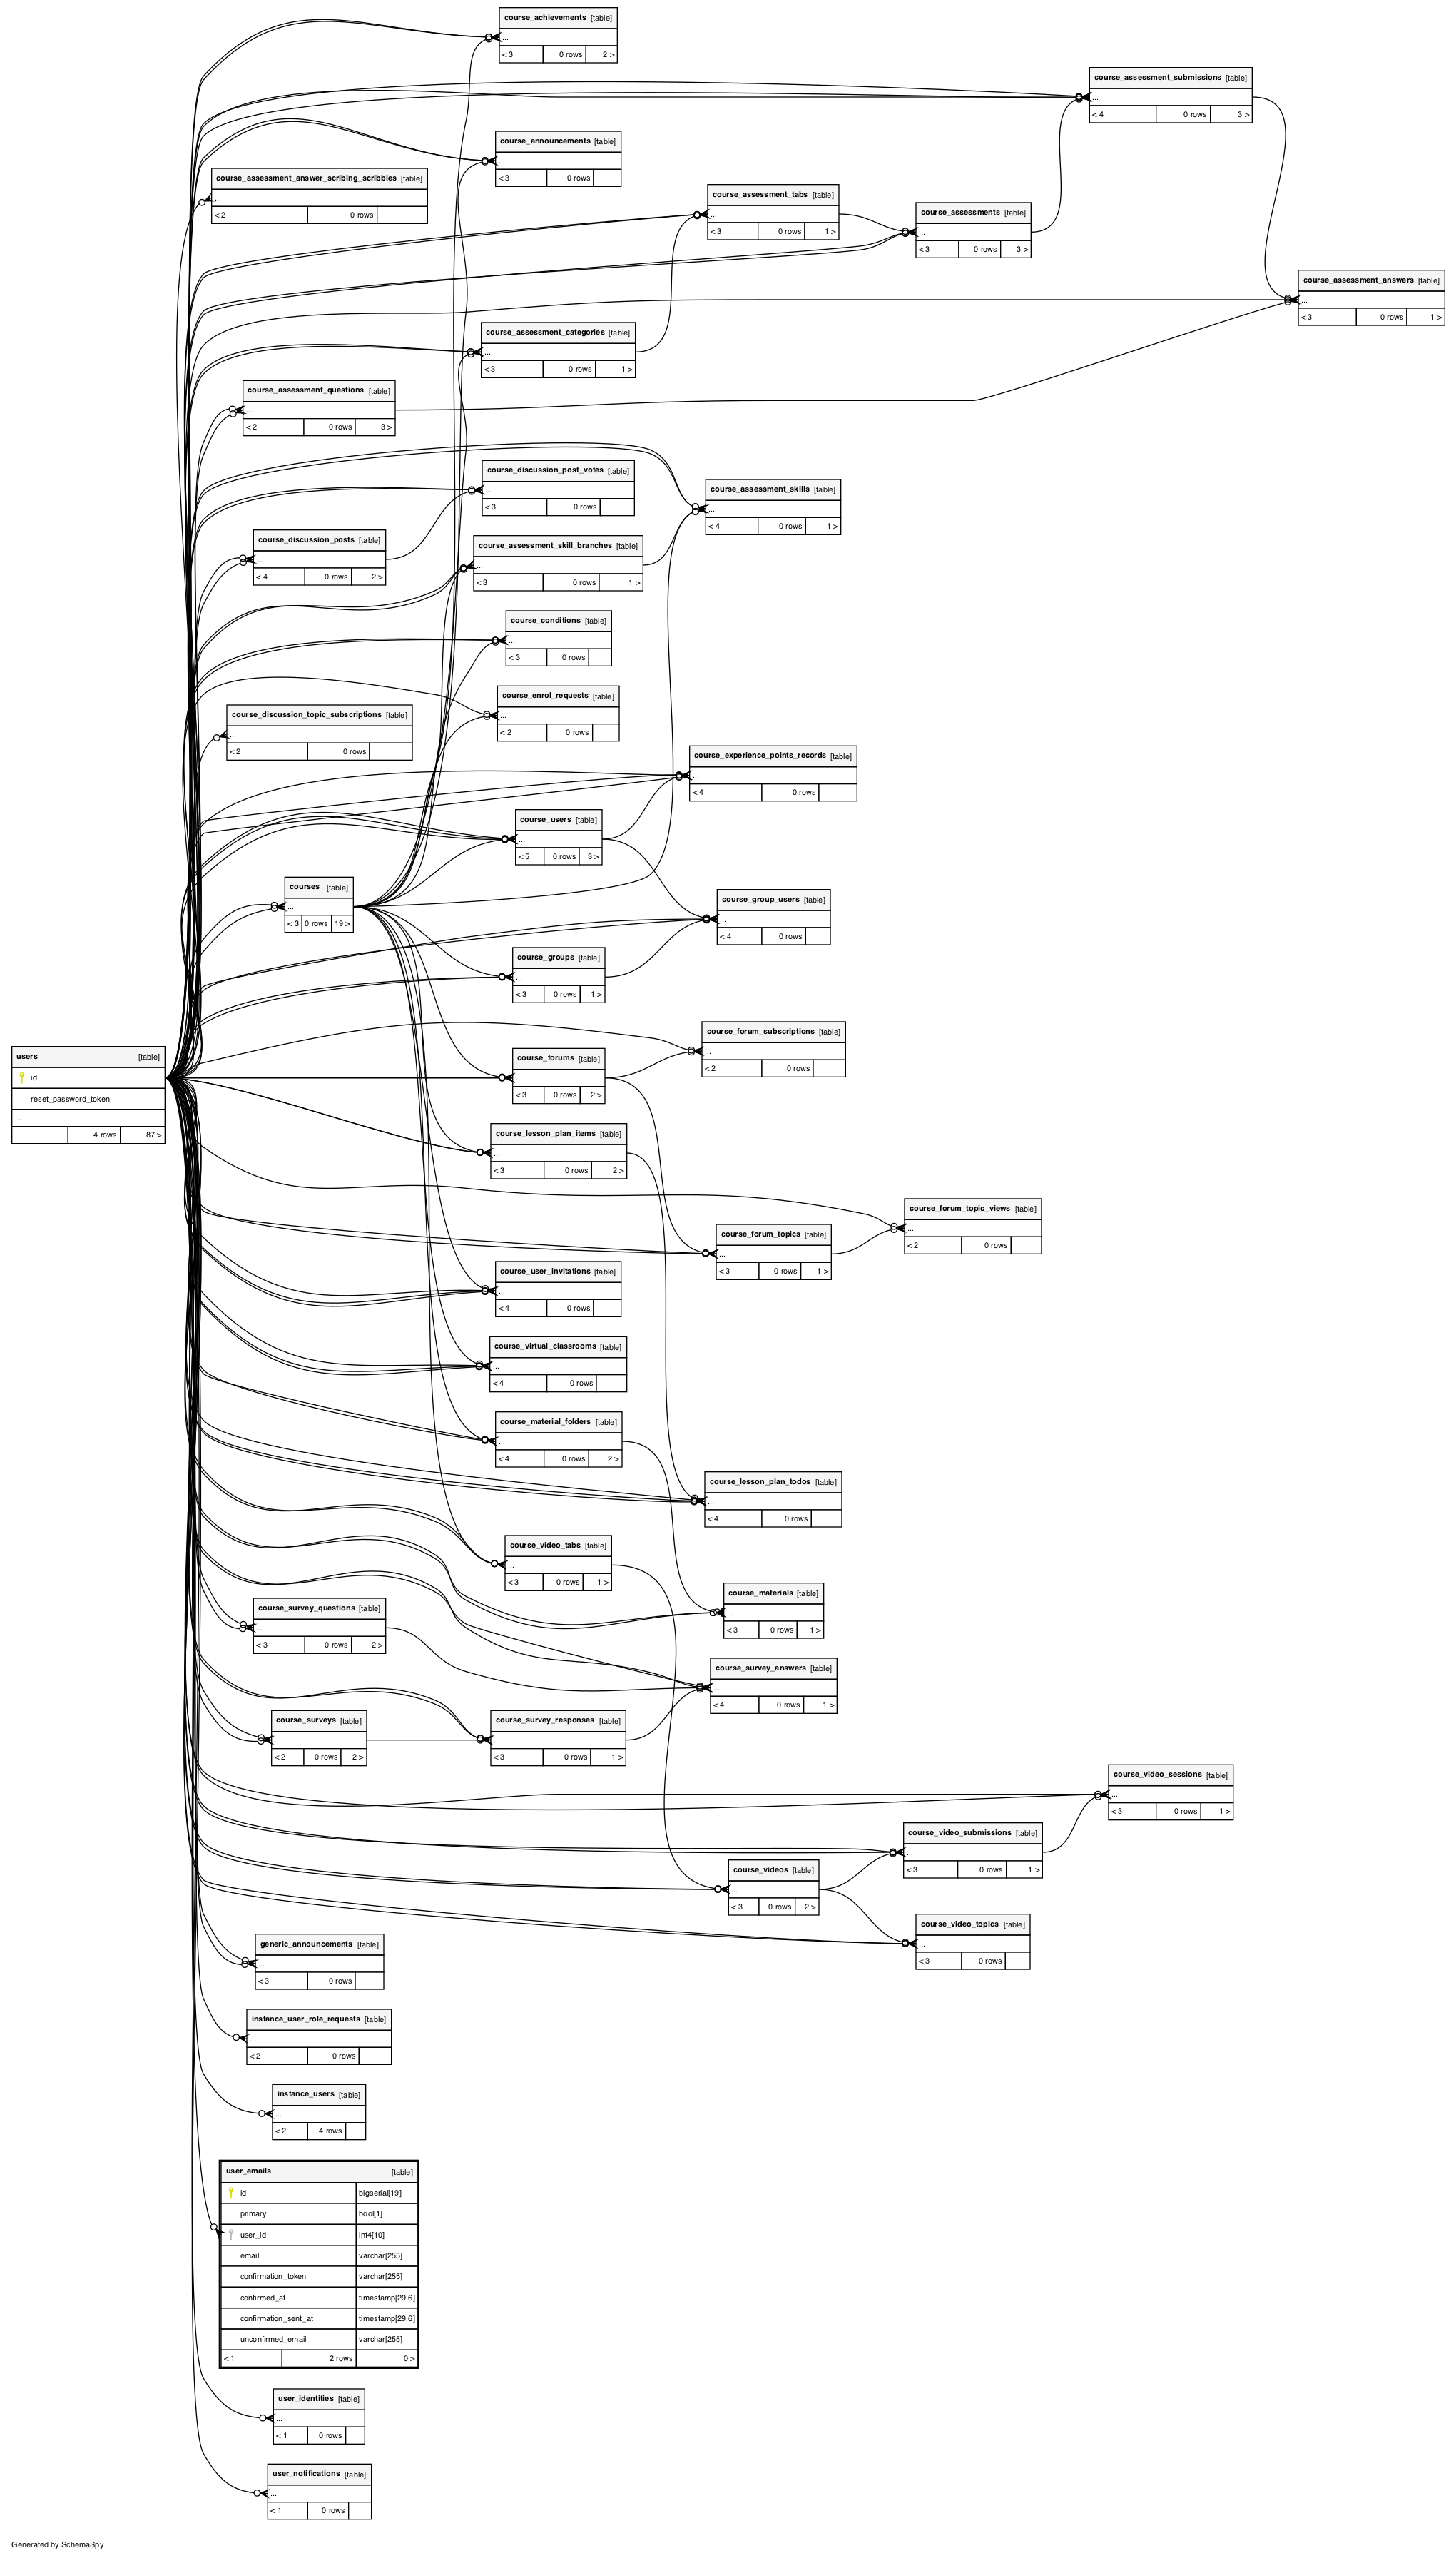 course_achievements [table]
...
< 3 0 rows 2 >
course_assessment_submissions [table]
...
< 4 0 rows 3 >
course_announcements [table]
...
< 3 0 rows
course_assessment_answer_scribing_scribbles [table]
...
< 2 0 rows
course_assessment_tabs [table]
...
< 3 0 rows 1 >
course_assessments [table]
...
< 3 0 rows 3 >
course_assessment_answers [table]
...
< 3 0 rows 1 >
course_assessment_categories [table]
...
< 3 0 rows 1 >
course_assessment_questions [table]
...
< 2 0 rows 3 >
course_discussion_post_votes [table]
...
< 3 0 rows
course_assessment_skills [table]
...
< 4 0 rows 1 >
course_discussion_posts [table]
...
< 4 0 rows 2 >
course_assessment_skill_branches [table]
...
< 3 0 rows 1 >
course_conditions [table]
...
< 3 0 rows
course_enrol_requests [table]
...
< 2 0 rows
course_discussion_topic_subscriptions [table]
...
< 2 0 rows
course_experience_points_records [table]
...
< 4 0 rows
course_users [table]
...
< 5 0 rows 3 >
courses [table]
...
< 3 0 rows 19 >
course_group_users [table]
...
< 4 0 rows
course_groups [table]
...
< 3 0 rows 1 >
course_forum_subscriptions [table]
...
< 2 0 rows
users [table]
id
reset_password_token
...
4 rows 87 >
course_forums [table]
...
< 3 0 rows 2 >
course_lesson_plan_items [table]
...
< 3 0 rows 2 >
course_forum_topic_views [table]
...
< 2 0 rows
course_forum_topics [table]
...
< 3 0 rows 1 >
course_user_invitations [table]
...
< 4 0 rows
course_virtual_classrooms [table]
...
< 4 0 rows
course_material_folders [table]
...
< 4 0 rows 2 >
course_lesson_plan_todos [table]
...
< 4 0 rows
course_video_tabs [table]
...
< 3 0 rows 1 >
course_materials [table]
...
< 3 0 rows 1 >
course_survey_questions [table]
...
< 3 0 rows 2 >
course_survey_answers [table]
...
< 4 0 rows 1 >
course_surveys [table]
...
< 2 0 rows 2 >
course_survey_responses [table]
...
< 3 0 rows 1 >
course_video_sessions [table]
...
< 3 0 rows 1 >
course_video_submissions [table]
...
< 3 0 rows 1 >
course_videos [table]
...
< 3 0 rows 2 >
course_video_topics [table]
...
< 3 0 rows
generic_announcements [table]
...
< 3 0 rows
instance_user_role_requests [table]
...
< 2 0 rows
instance_users [table]
...
< 2 4 rows
user_emails [table]
id bigserial[19]
primary bool[1]
user_id int4[10]
email varchar[255]
confirmation_token varchar[255]
confirmed_at timestamp[29,6]
confirmation_sent_at timestamp[29,6]
unconfirmed_email varchar[255]
< 1 2 rows 0 >
user_identities [table]
...
< 1 0 rows
user_notifications [table]
...
< 1 0 rows
Generated by SchemaSpy